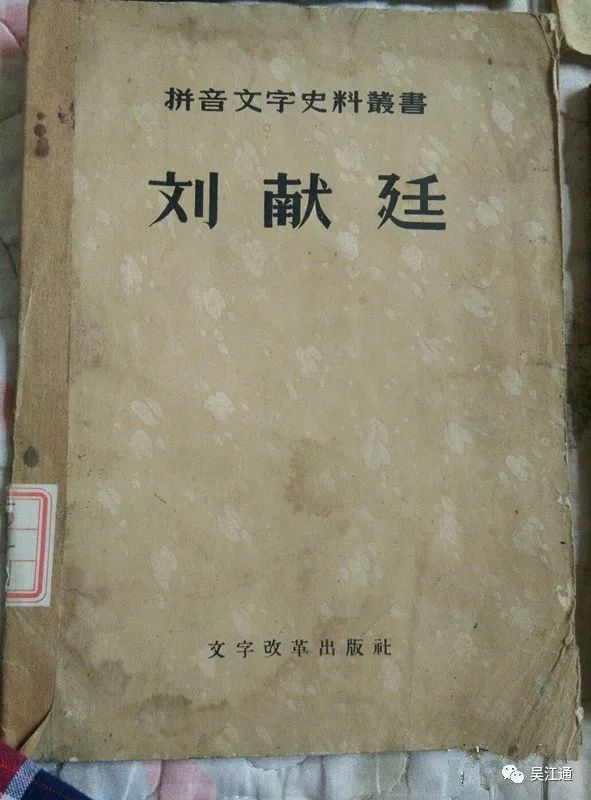 拼音文字史料叢書
刘献廷
文字改革出版社
吴江通